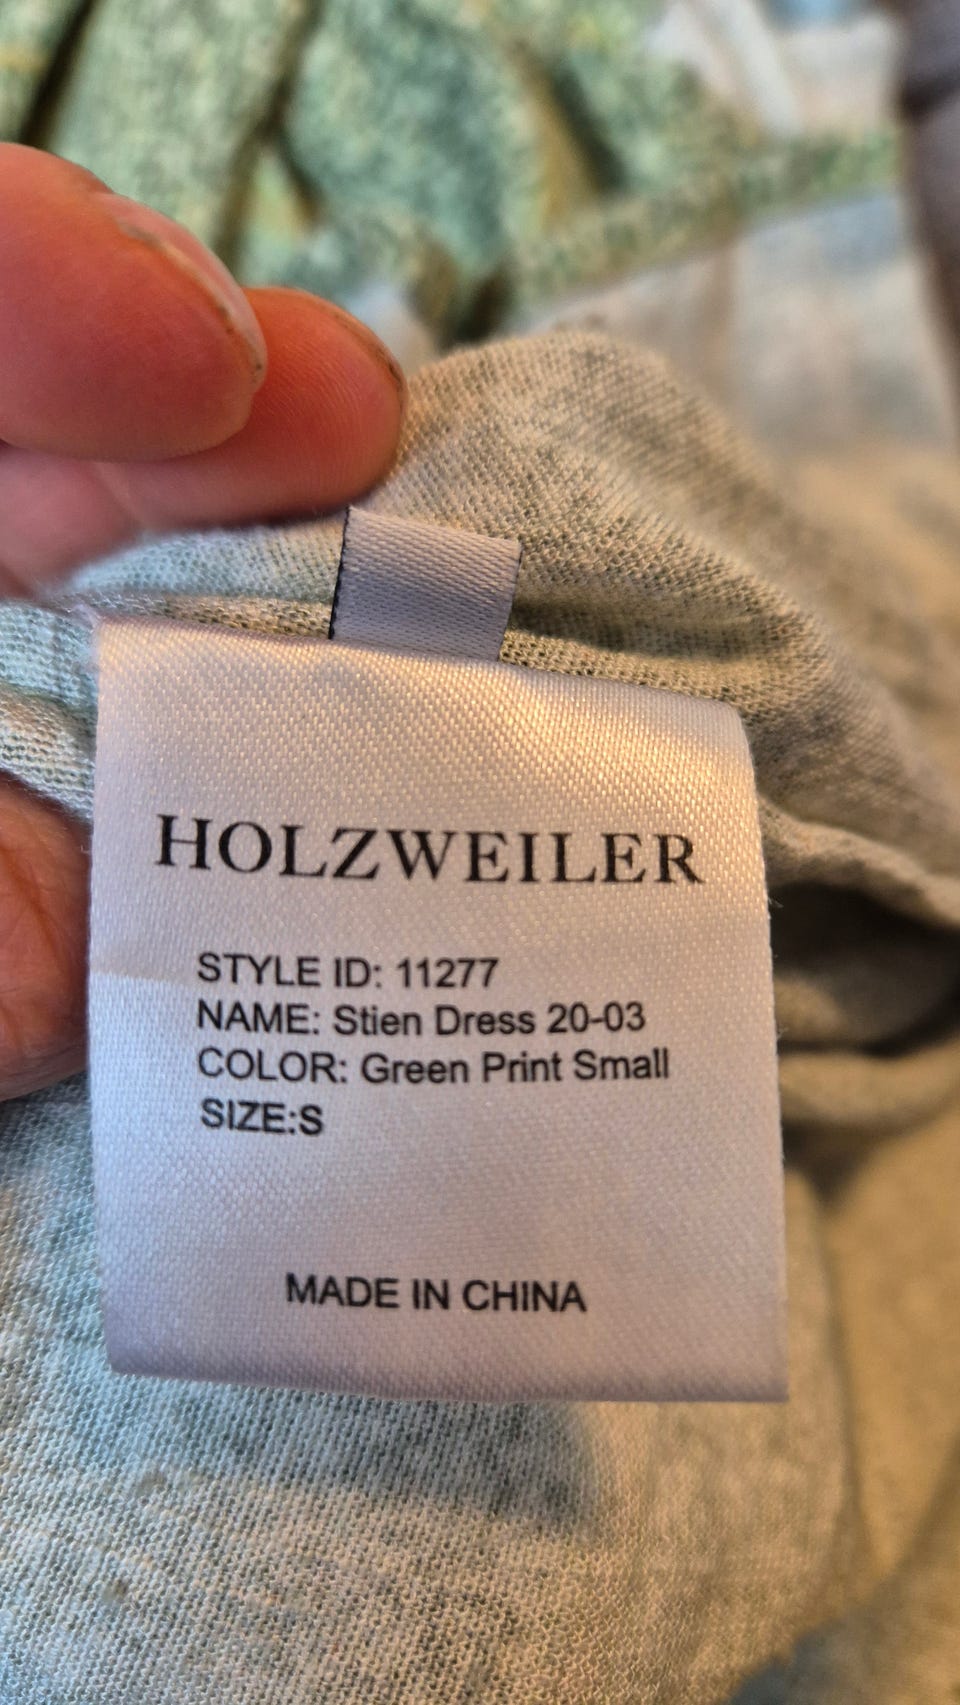 HOLZWEILER
STYLE ID: 11277
NAME: Stien Dress 20-03
COLOR: Green Print Small
SIZE:S
MADE IN CHINA